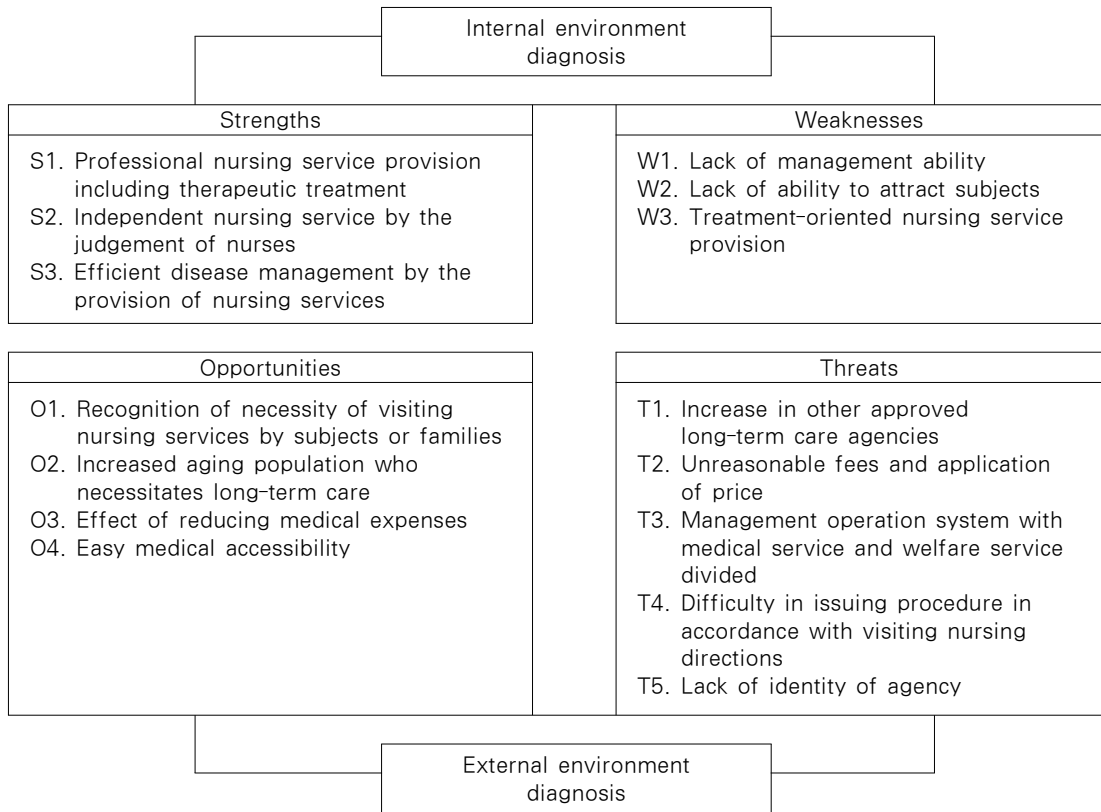 Internal environment
diagnosis
Strengths
S1. Professional nursing service provision
including therapeutic treatment
S2. Independent nursing service by the
judgement of nurses
S3. Efficient disease management by the
provision of nursing services
Weaknesses
W1. Lack of management ability
W2. Lack of ability to attract subjects
W3. Treatment-oriented nursing service
provision
Opportunities
O1. Recognition of necessity of visiting
nursing services by subjects or families
O2. Increased aging population who
necessitates long-term care
O3. Effect of reducing medical expenses
O4. Easy medical accessibility
Threats
T1. Increase in other approved
long-term care agencies
T2. Unreasonable fees and application
of price
T3. Management operation system with
medical service and welfare service
divided
T4. Difficulty in issuing procedure in
accordance with visiting nursing
directions
T5. Lack of identity of agency
External environment
diagnosis